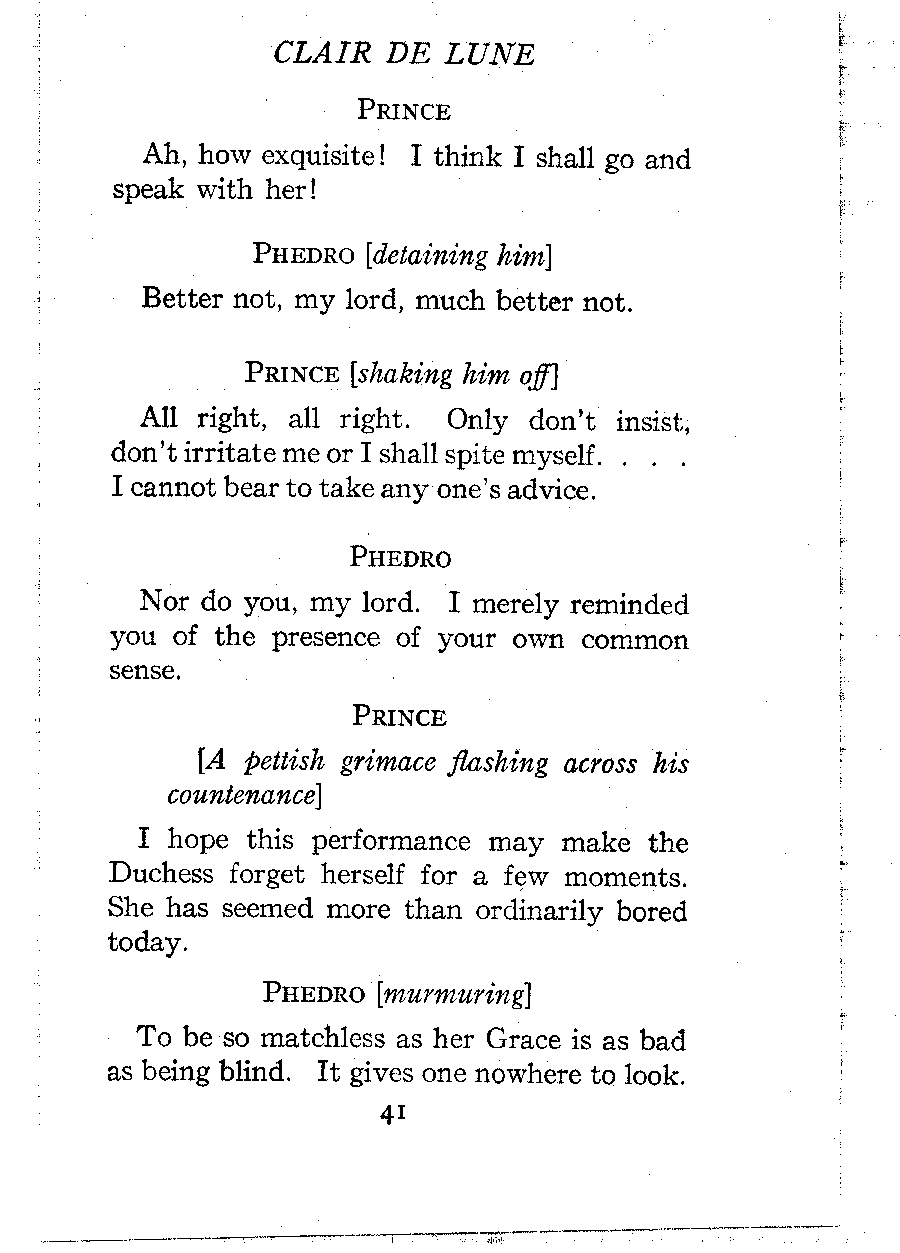 CLAIR DE LUNE
PRINCE
Ah, how exquisite! I think I shall go and
speak with her!
PHEDRO [detaining him]
Better not, my lord, much better not.
PRINCE [shaking him off]
All right, all right. Only don't insist,
don't irritate me or I shall spite myself. . . .
I cannot bear to take any one's advice.
PHEDRO
Nor do you, my lord. I merely reminded
you of the presence of your own common
sense.
PRINCE
[A pettish grimace flashing across his
countenance]
I hope this performance may make the
Duchess forget herself for a few moments.
She has seemed more than ordinarily bored
today.
PHEDRO [murmuring]
To be so matchless as her Grace is as bad
as being blind. It gives one nowhere to look.
41